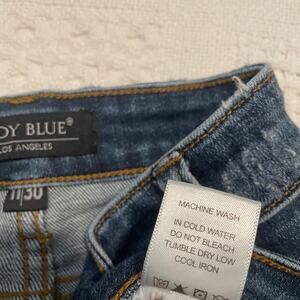 DY BLUE®
LOS ANGELES
11/30
MACHINE WASH
IN COLD WATER
DO NOT BLEACH
TUMBLE DRY LOW
COOL IRON